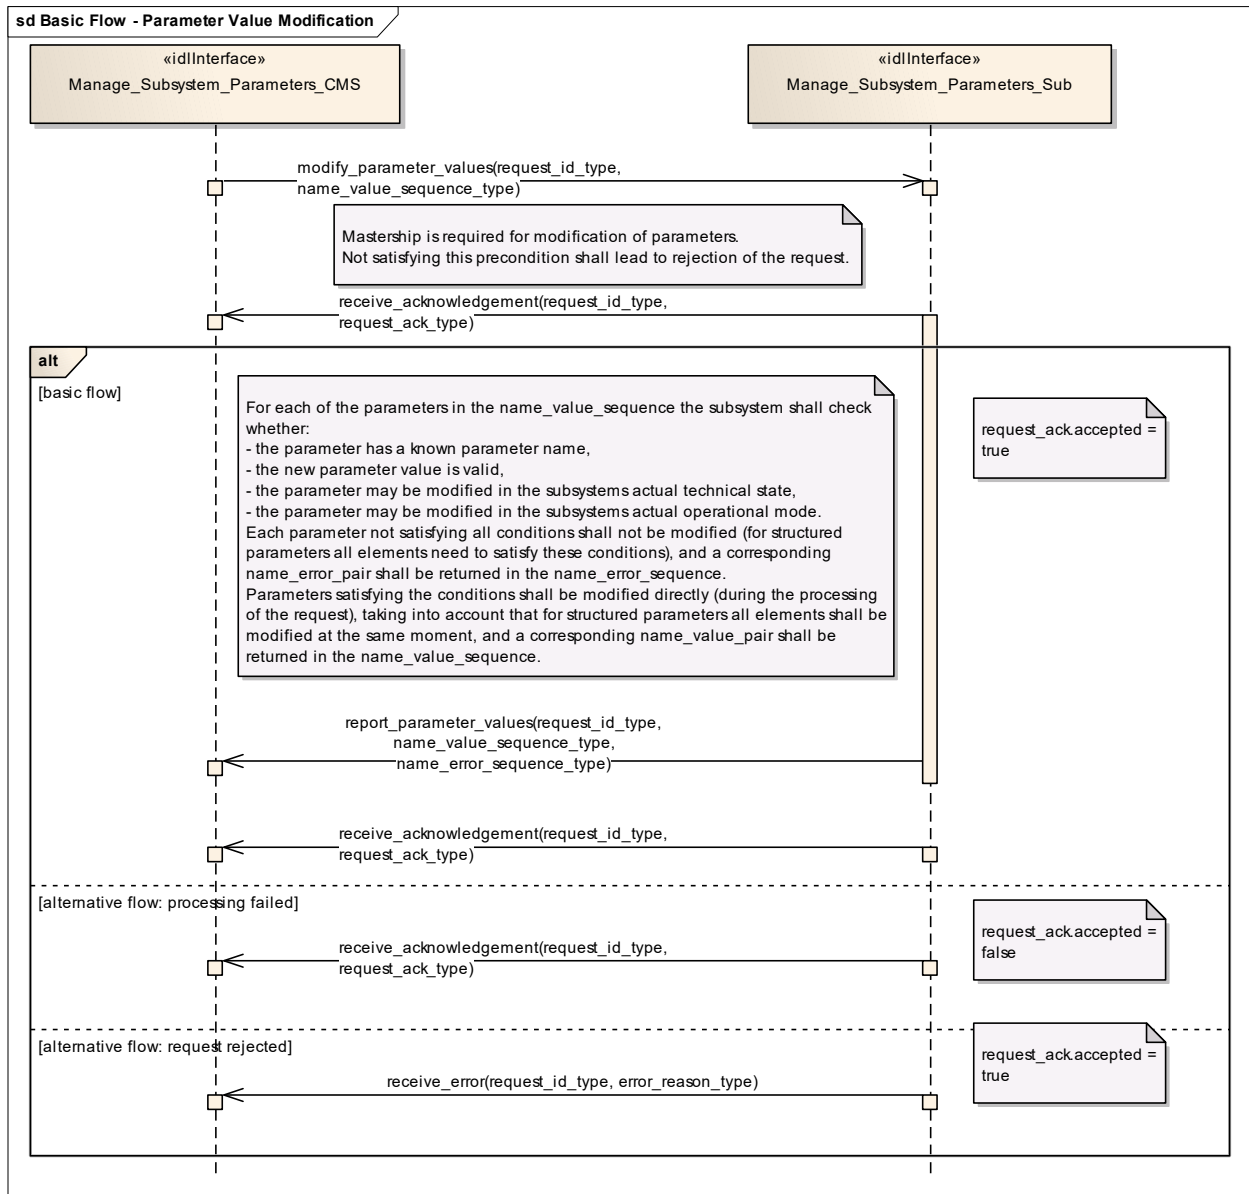 sd Basic Flow - Parameter Value Modification
«idlInterface»
Manage_Subsystem_Parameters_CMS
«idlInterface»
Manage_Subsystem_Parameters_Sub
modify_parameter_values(request_id_type,
name_value_sequence_type)
Mastership is required for modification of parameters.
Not satisfying this precondition shall lead to rejection of the request.
receive_acknowledgement(request_id_type,
request_ack_type)
alt
[basic flow]
For each of the parameters in the name_value_sequence the subsystem shall check
whether:
- the parameter has a known parameter name,
- the new parameter value is valid,
- the parameter may be modified in the subsystems actual technical state,
- the parameter may be modified in the subsystems actual operational mode.
Each parameter not satisfying all conditions shall not be modified (for structured
parameters all elements need to satisfy these conditions), and a corresponding
name_error_pair shall be returned in the name_error_sequence.
Parameters satisfying the conditions shall be modified directly (during the processing
of the request), taking into account that for structured parameters all elements shall be
modified at the same moment, and a corresponding name_value_pair shall be
returned in the name_value_sequence.
request_ack.accepted =
true
report_parameter_values(request_id_type,
name_value_sequence_type,
name_error_sequence_type)
receive_acknowledgement(request_id_type,
request_ack_type)
[alternative flow: processing failed]
receive_acknowledgement(request_id_type,
request_ack_type)
request_ack.accepted =
false
[alternative flow: request rejected]
receive_error(request_id_type, error_reason_type)
request_ack.accepted =
true